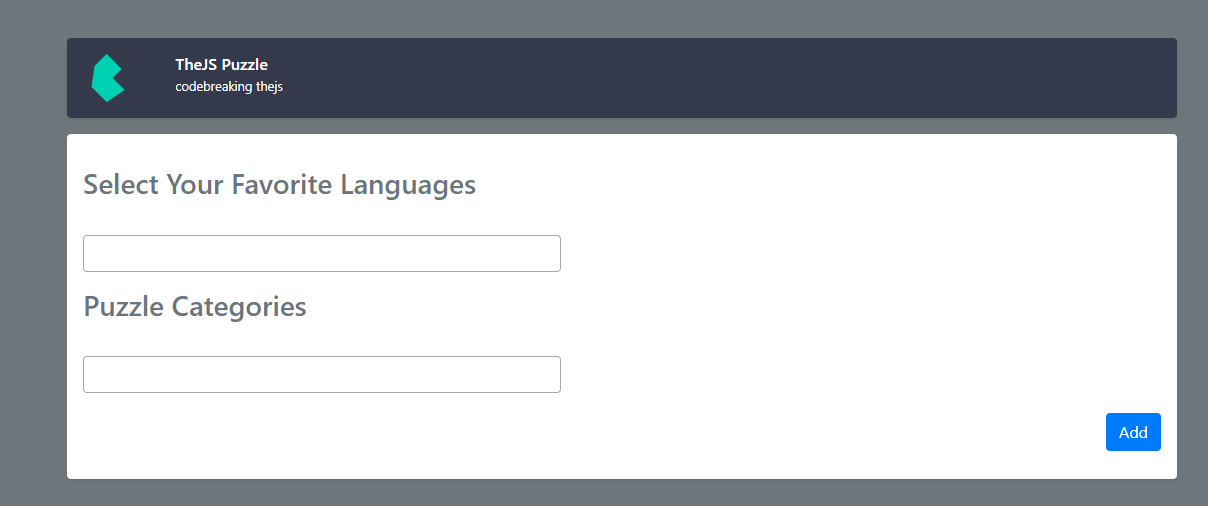 TheJS Puzzle
codebreaking thejs
Select Your Favorite Languages
Puzzle Categories
Add